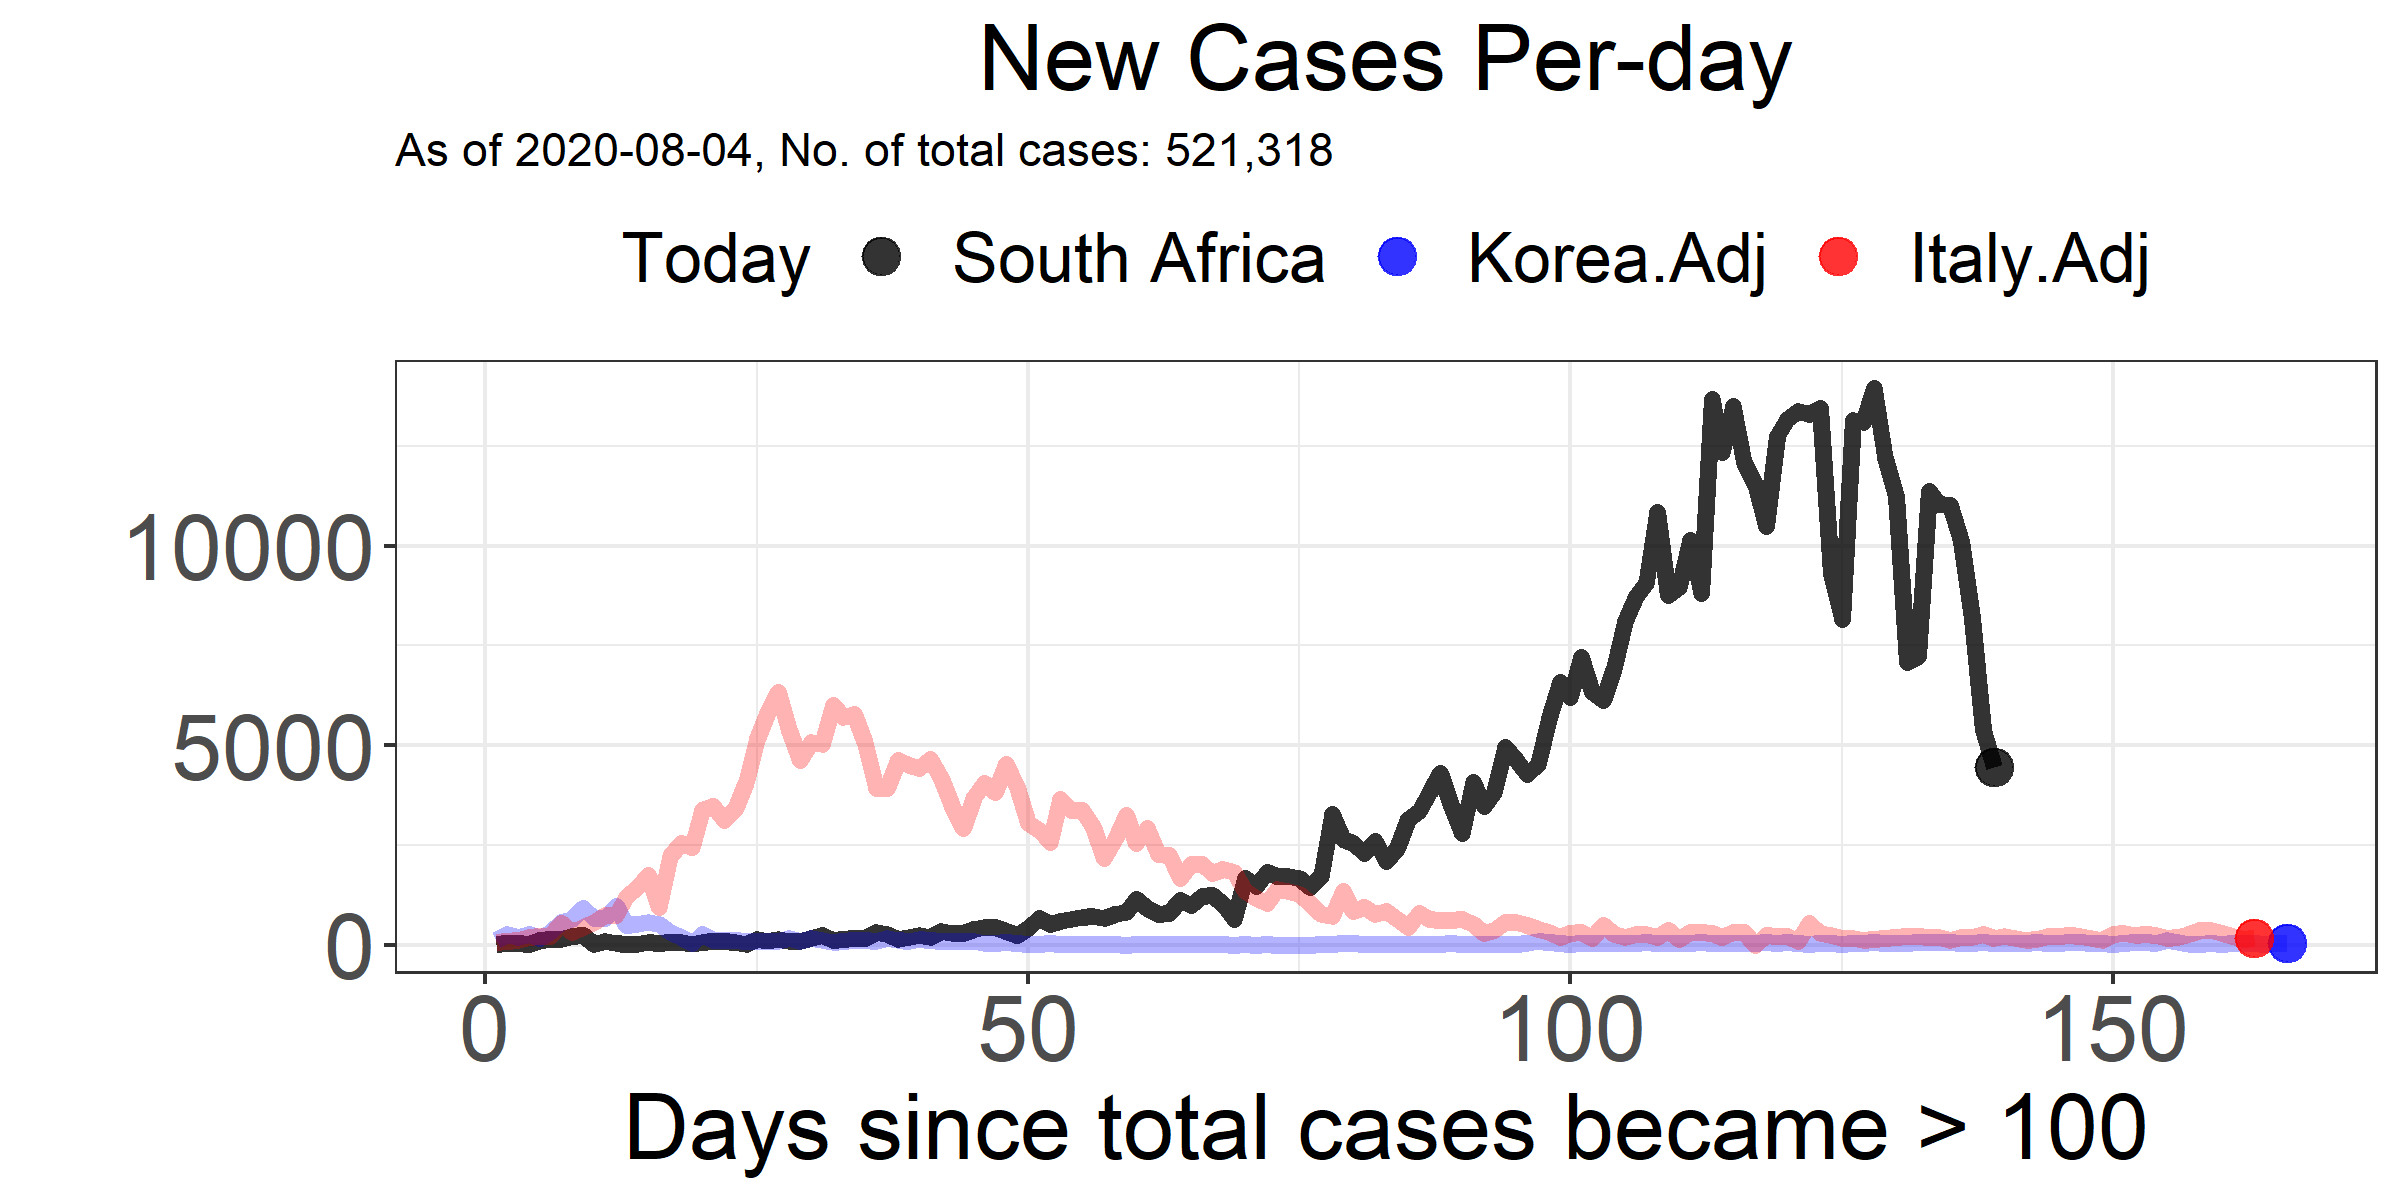 New Cases Per-day
As of 2020-08-04, No. of total cases: 521,318
Today South Africa Korea.Adj Italy.Adj
10000
5000
0
0 50 100 150
Days since total cases became > 100